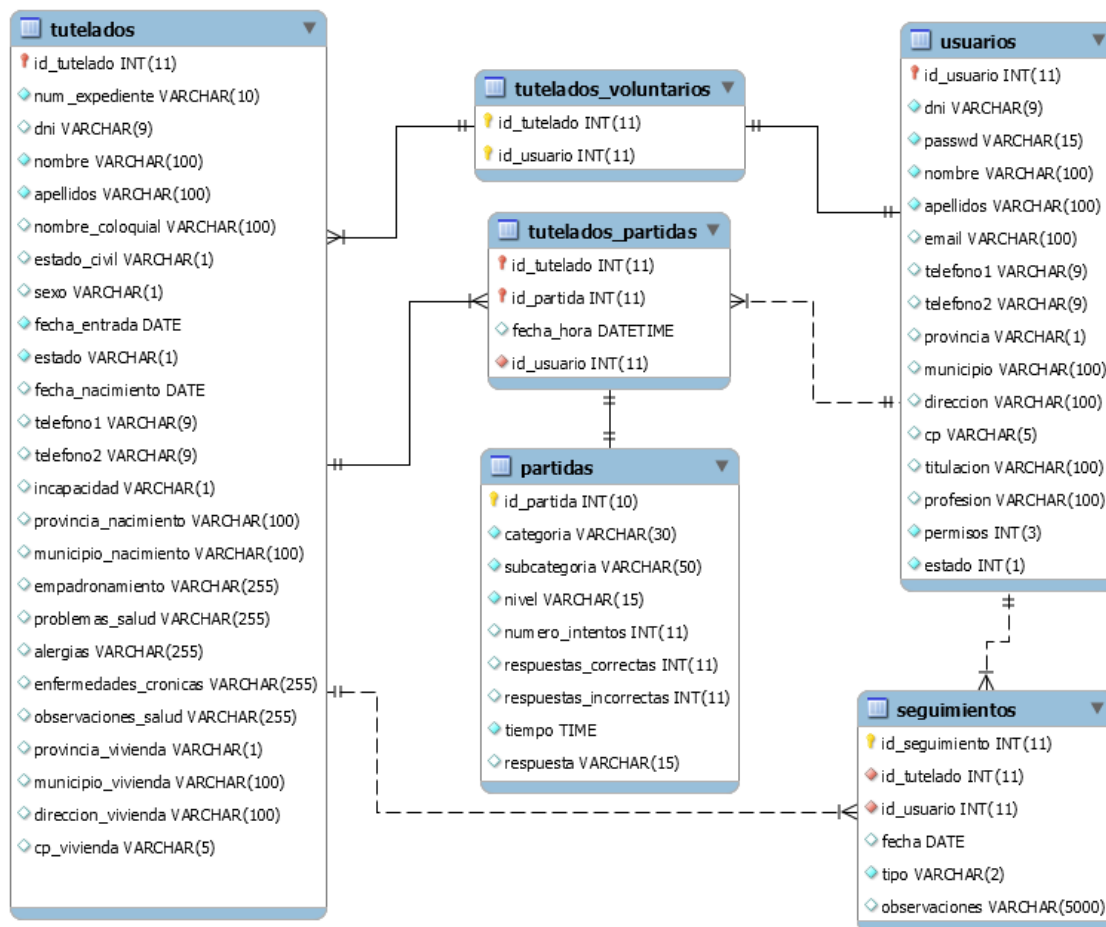 tutelados
id_tutelado INT(11)
num_expediente VARCHAR(10)
dni VARCHAR(9)
nombre VARCHAR(100)
apellidos VARCHAR(100)
nombre_coloquial VARCHAR(100)
estado_civil VARCHAR(1)
sexo VARCHAR(1)
fecha_entrada DATE
estado VARCHAR(1)
fecha_nacimiento DATE
telefono1 VARCHAR(9)
telefono2 VARCHAR(9)
incapacidad VARCHAR(1)
provincia_nacimiento VARCHAR(100)
municipio_nacimiento VARCHAR(100)
empadronamiento VARCHAR(255)
problemas_salud VARCHAR(255)
alergias VARCHAR(255)
enfermedades_cronicas VARCHAR(255)
observaciones_salud VARCHAR(255)
provincia_vivienda VARCHAR(1)
municipio_vivienda VARCHAR(100)
direccion_vivienda VARCHAR(100)
cp_vivienda VARCHAR(5)
tutelados_voluntarios
id_tutelado INT(11)
id_usuario INT(11)
tutelados_partidas
id_tutelado INT(11)
id_partida INT(11)
fecha_hora DATETIME
id_usuario INT(11)
partidas
id_partida INT(10)
categoria VARCHAR(30)
subcategoria VARCHAR(50)
nivel VARCHAR(15)
numero_intentos INT(11)
respuestas_correctas INT(11)
respuestas_incorrectas INT(11)
tiempo TIME
respuesta VARCHAR(15)
usuarios
id_usuario INT(11)
dni VARCHAR(9)
passwd VARCHAR(15)
nombre VARCHAR(100)
apellidos VARCHAR(100)
email VARCHAR(100)
telefono1 VARCHAR(9)
telefono2 VARCHAR(9)
provincia VARCHAR(1)
municipio VARCHAR(100)
direccion VARCHAR(100)
cp VARCHAR(5)
titulacion VARCHAR(100)
profesion VARCHAR(100)
permisos INT(3)
estado INT(1)
seguimientos
id_seguimiento INT(11)
id_tutelado INT(11)
id_usuario INT(11)
fecha DATE
tipo VARCHAR(2)
observaciones VARCHAR(5000)